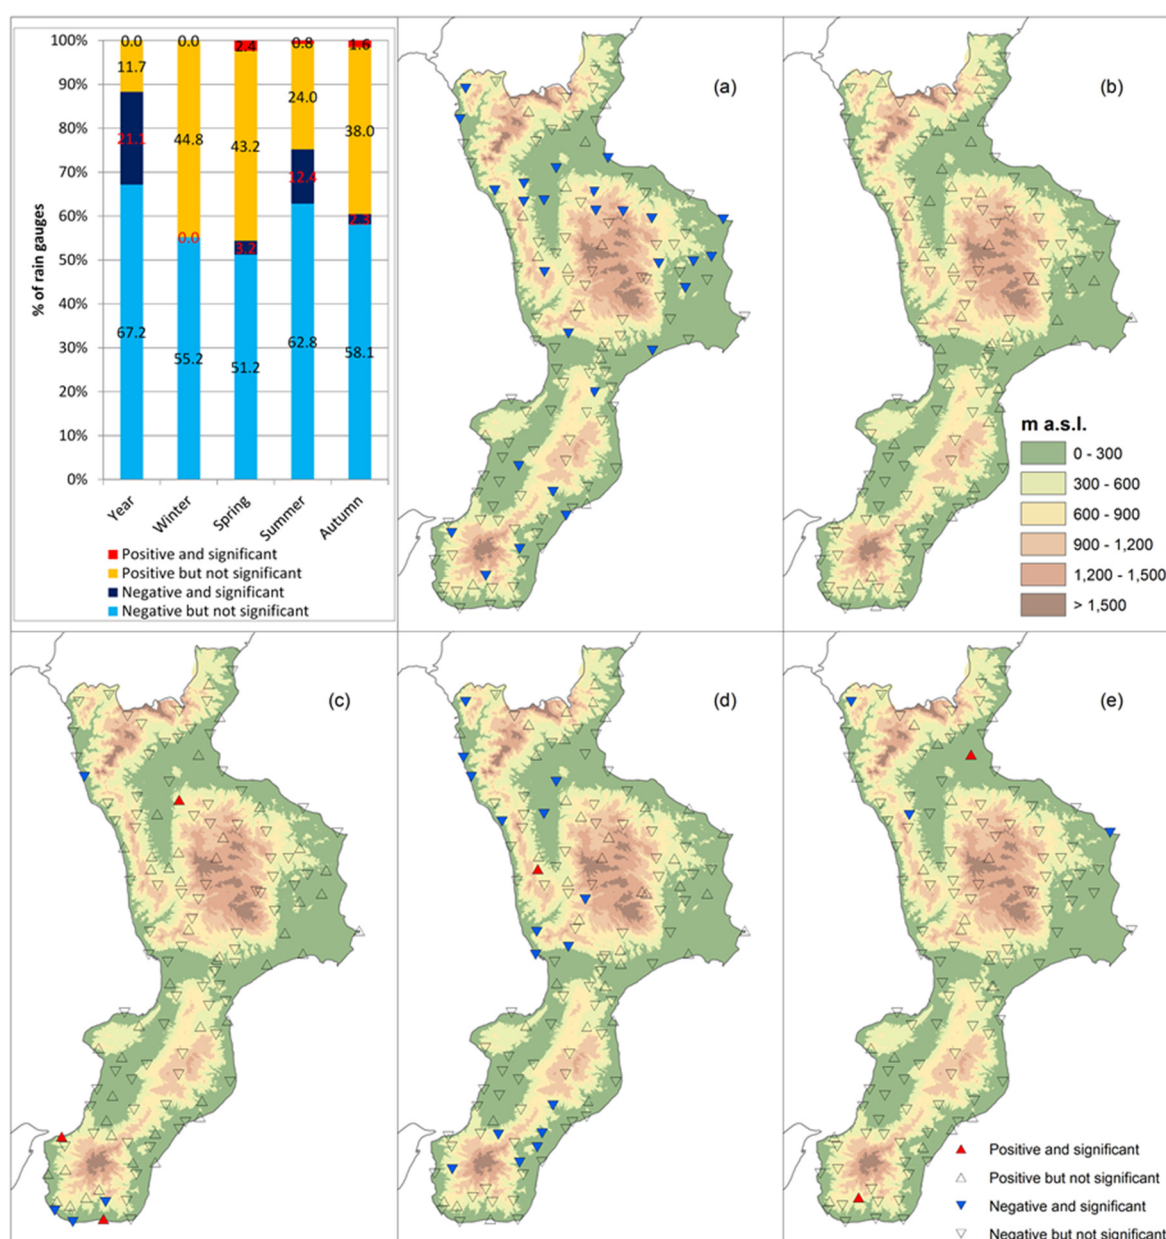 100%
90%
80%
70%
60%
50%
40%
30%
20%
10%
0%
% of rain gauges
0.0
0.0
2.4
0.8
1.6
11.7
44.8
43.2
24.0
38.0
21.1
0.0
3.2
12.4
2.3
67.2
55.2
51.2
62.8
58.1
Year
Winter
Spring
Summer
Autumn
Positive and significant
Positive but not significant
Negative and significant
Negative but not significant
(a)
(b)
m a.s.l.
0 - 300
300 - 600
600 - 900
900 - 1,200
1,200 - 1,500
> 1,500
(c)
(d)
(e)
Positive and significant
Positive but not significant
Negative and significant
Negative but not significant